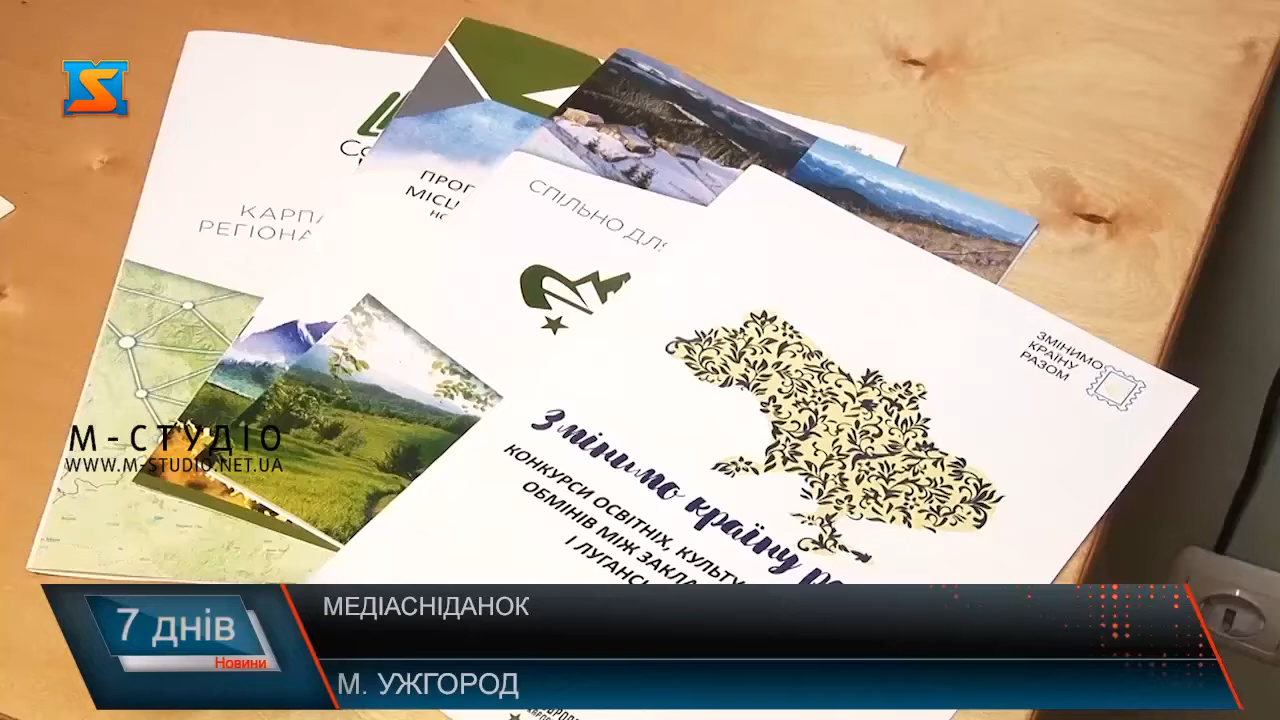 КАРПА
РЕГІОНА
ПРОГ
МІСЦ
СПІЛЬНО ДЛЯ
ЗМІНИМО
КРАЇНУ
РАЗОМ
Змінимо країну
КОНКУРСИ ОСВІТНІХ, КУЛЬТУ
ОБМІНІВ МІЖ ЗАКЛА
І ЛУГАНС
М-СТУДІО
WWW.M-STUDIO.NET.UA
7 днів
Новини
МЕДІАСНІДАНОК
М. УЖГОРОД